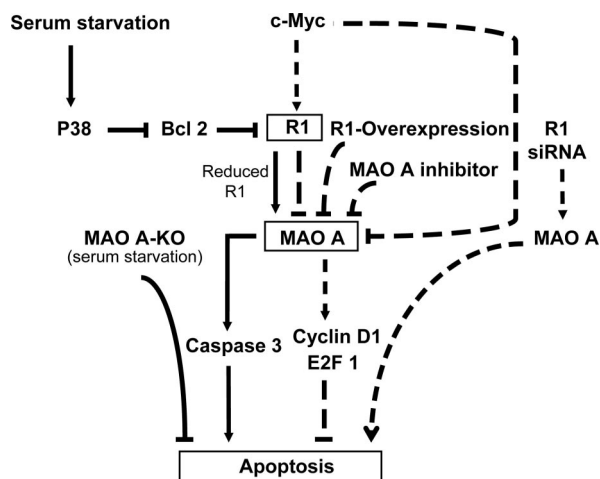 Serum starvation
c-Myc
P38
Bcl 2
R1
R1-Overexpression
R1
siRNA
Reduced
R1
MAO A inhibitor
MAO A-KO
(serum starvation)
MAO A
MAO A
Caspase 3
Cyclin D1
E2F 1
Apoptosis